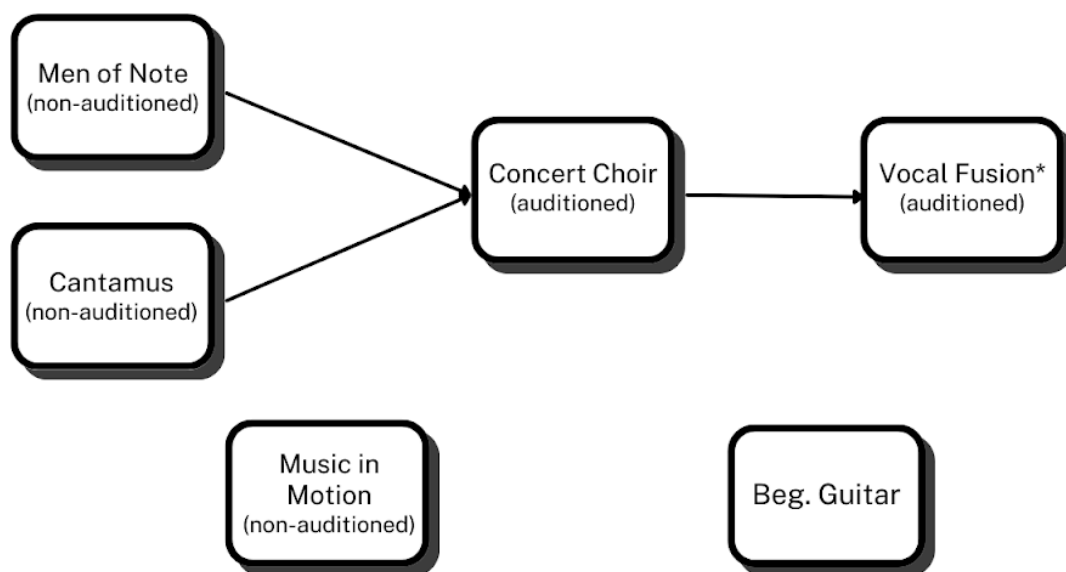 Men of Note
(non-auditioned)
Cantamus
(non-auditioned)
Concert Choir
(auditioned)
Vocal Fusion*
(auditioned)
Music in
Motion
(non-auditioned)
Beg. Guitar